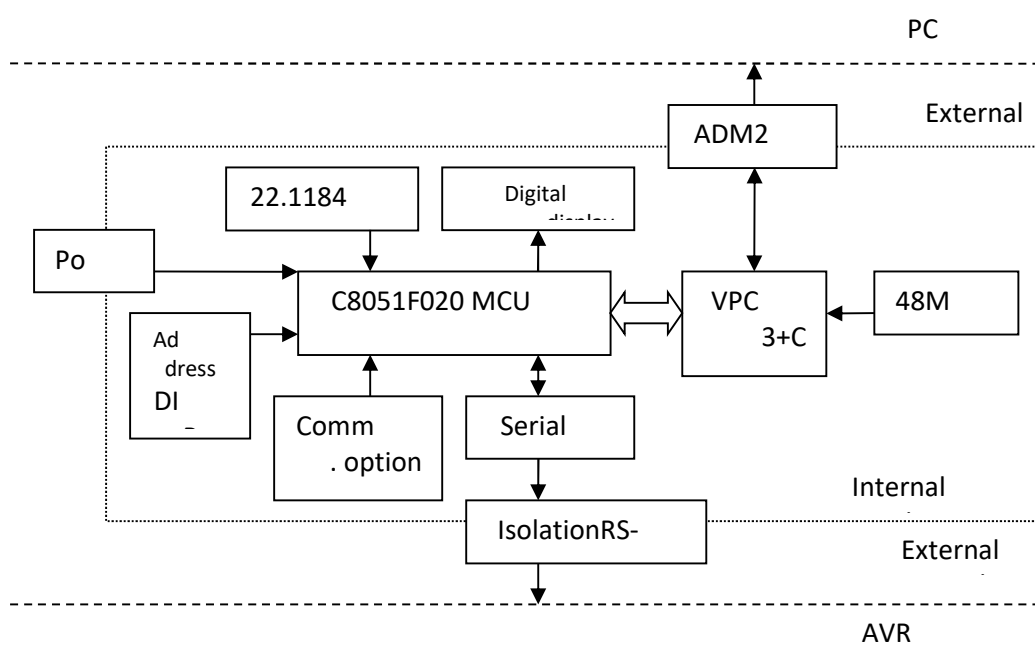 PC
External
ADM2
22.1184
Digital
Po
C8051F020 MCU
VPC
3+C
48M
Ad
dress
DI
Comm
. option
Serial
Internal
IsolationRS-
External
AVR